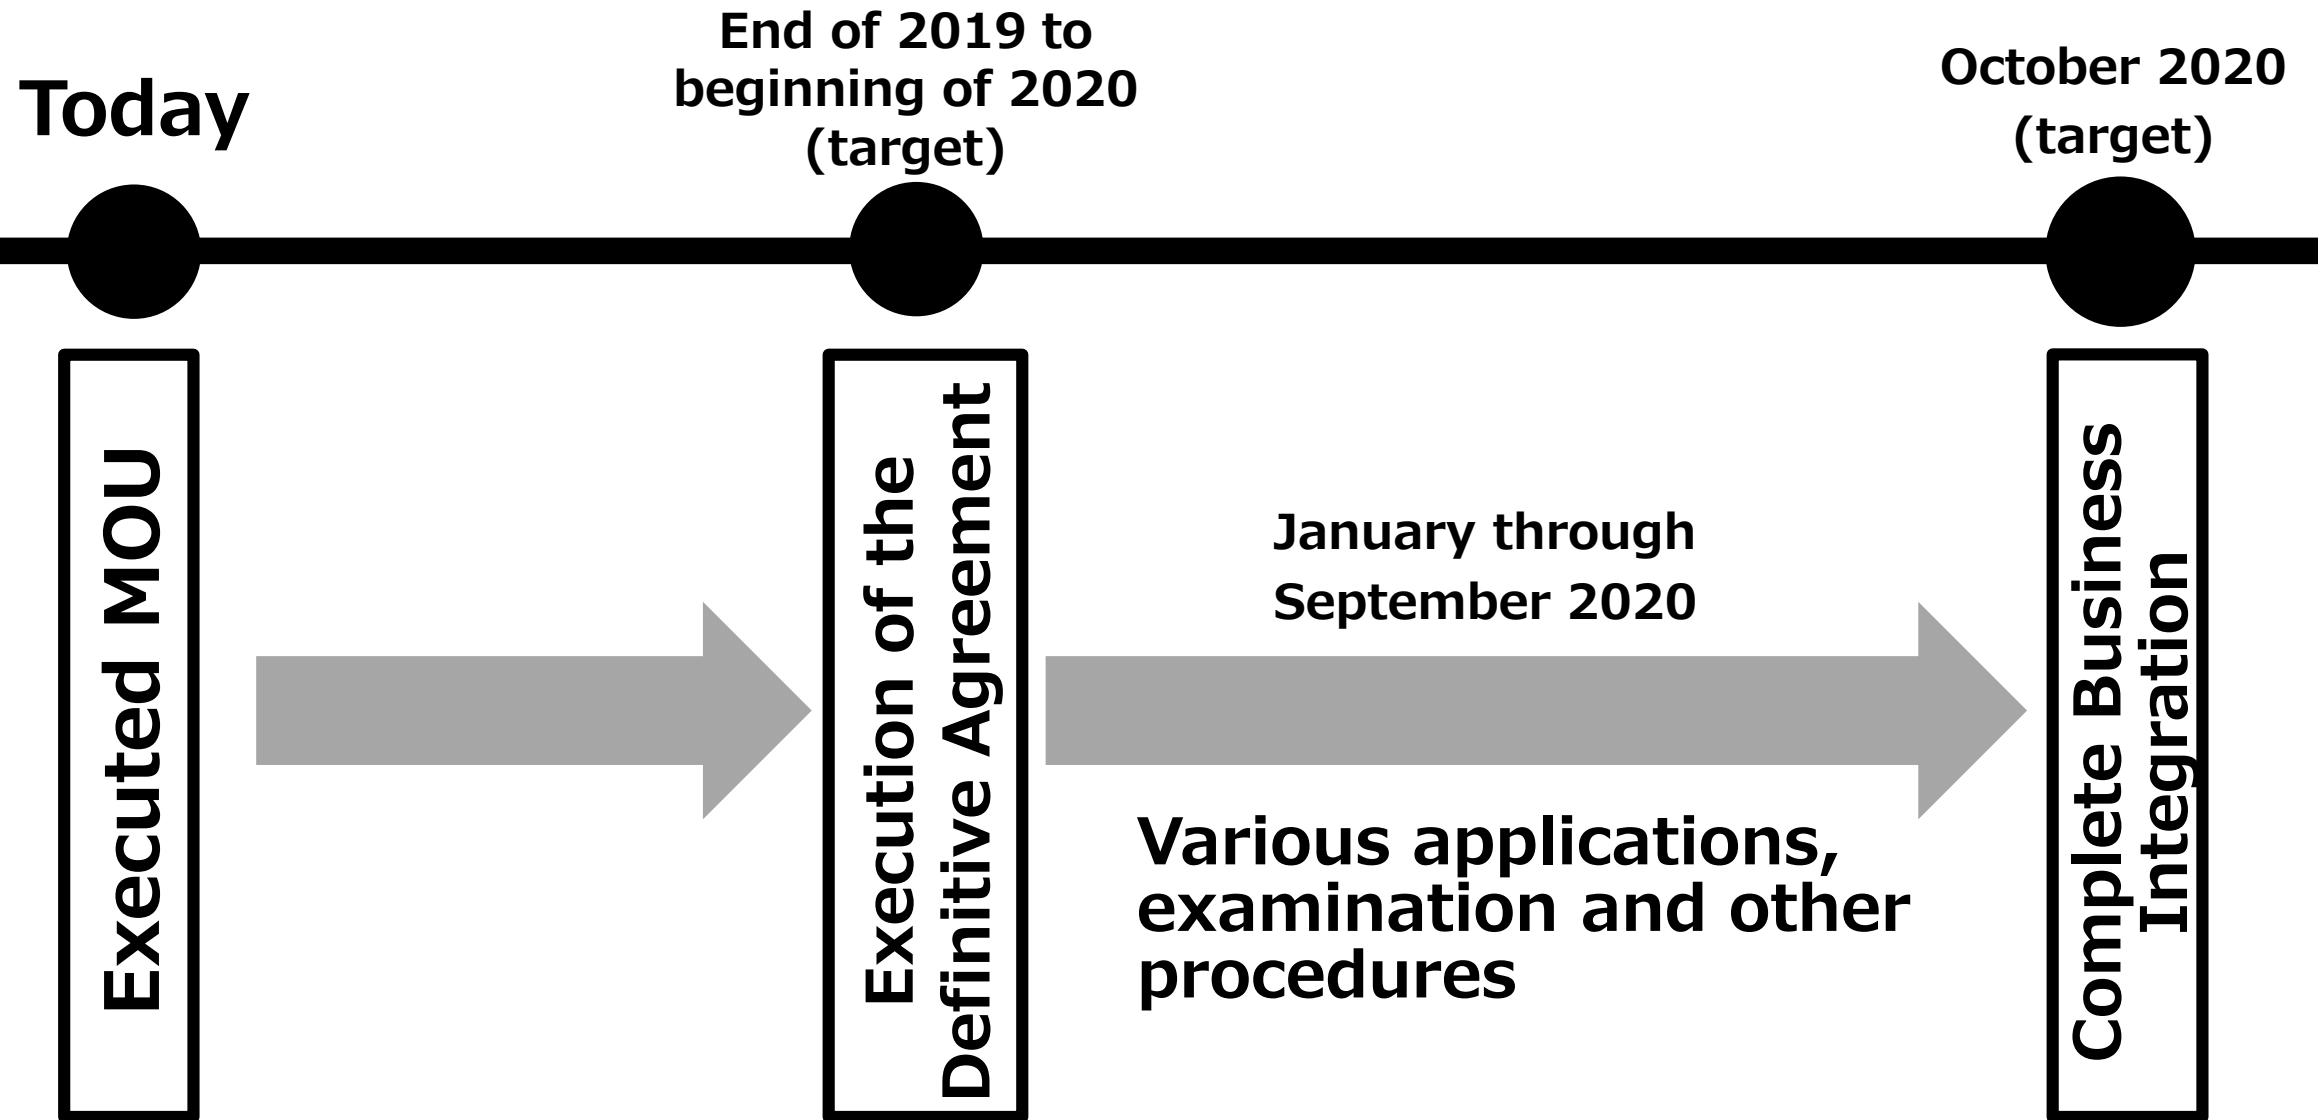 Today
End of 2019 to
beginning of 2020
(target)
October 2020
(target)
Executed MOU
Execution of the
Definitive Agreement
January through
September 2020
Various applications,
examination and other
procedures
Complete Business
Integration